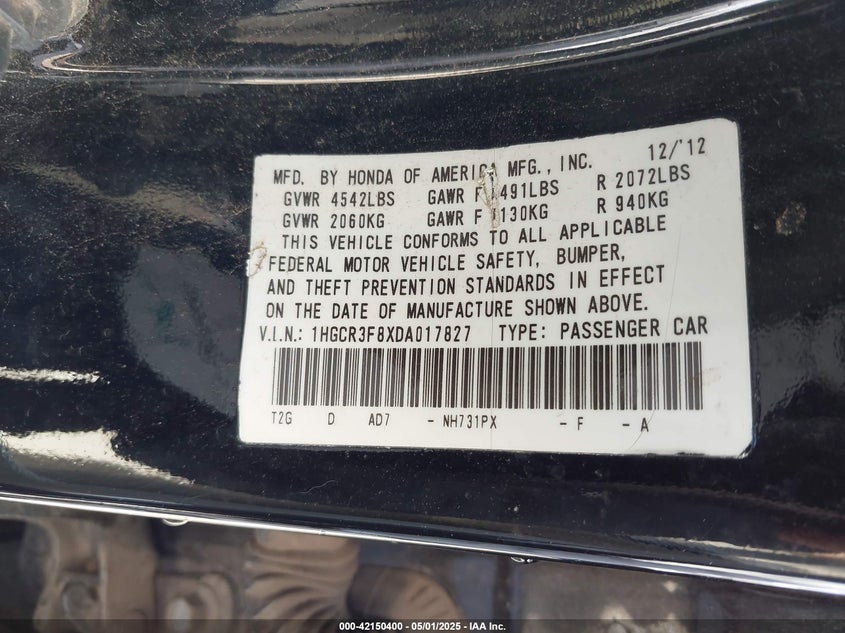 MFD. BY HONDA OF AMERICA MFG., INC. 12/'12
GVWR 4542LBS GAWR F 491LBS R 2072LBS
GVWR 2060KG GAWR F 1130KG R 940KG
THIS VEHICLE CONFORMS TO ALL APPLICABLE
FEDERAL MOTOR VEHICLE SAFETY, BUMPER,
AND THEFT PREVENTION STANDARDS IN EFFECT
ON THE DATE OF MANUFACTURE SHOWN ABOVE.
V.I.N.: 1HGCR3F8XDA017827 TYPE: PASSENGER CAR
T2G D AD7 - NH731PX - F - A
000-42150400 - 05/01/2025 - IAA Inc.